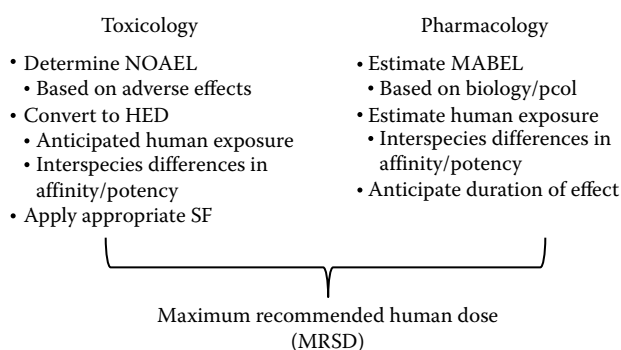 Toxicology
• Determine NOAEL
• Based on adverse effects
• Convert to HED
• Anticipated human exposure
• Interspecies differences in
affinity/potency
• Apply appropriate SF
Pharmacology
• Estimate MABEL
• Based on biology/pcol
• Estimate human exposure
• Interspecies differences in
affinity/potency
• Anticipate duration of effect
Maximum recommended human dose
(MRSD)